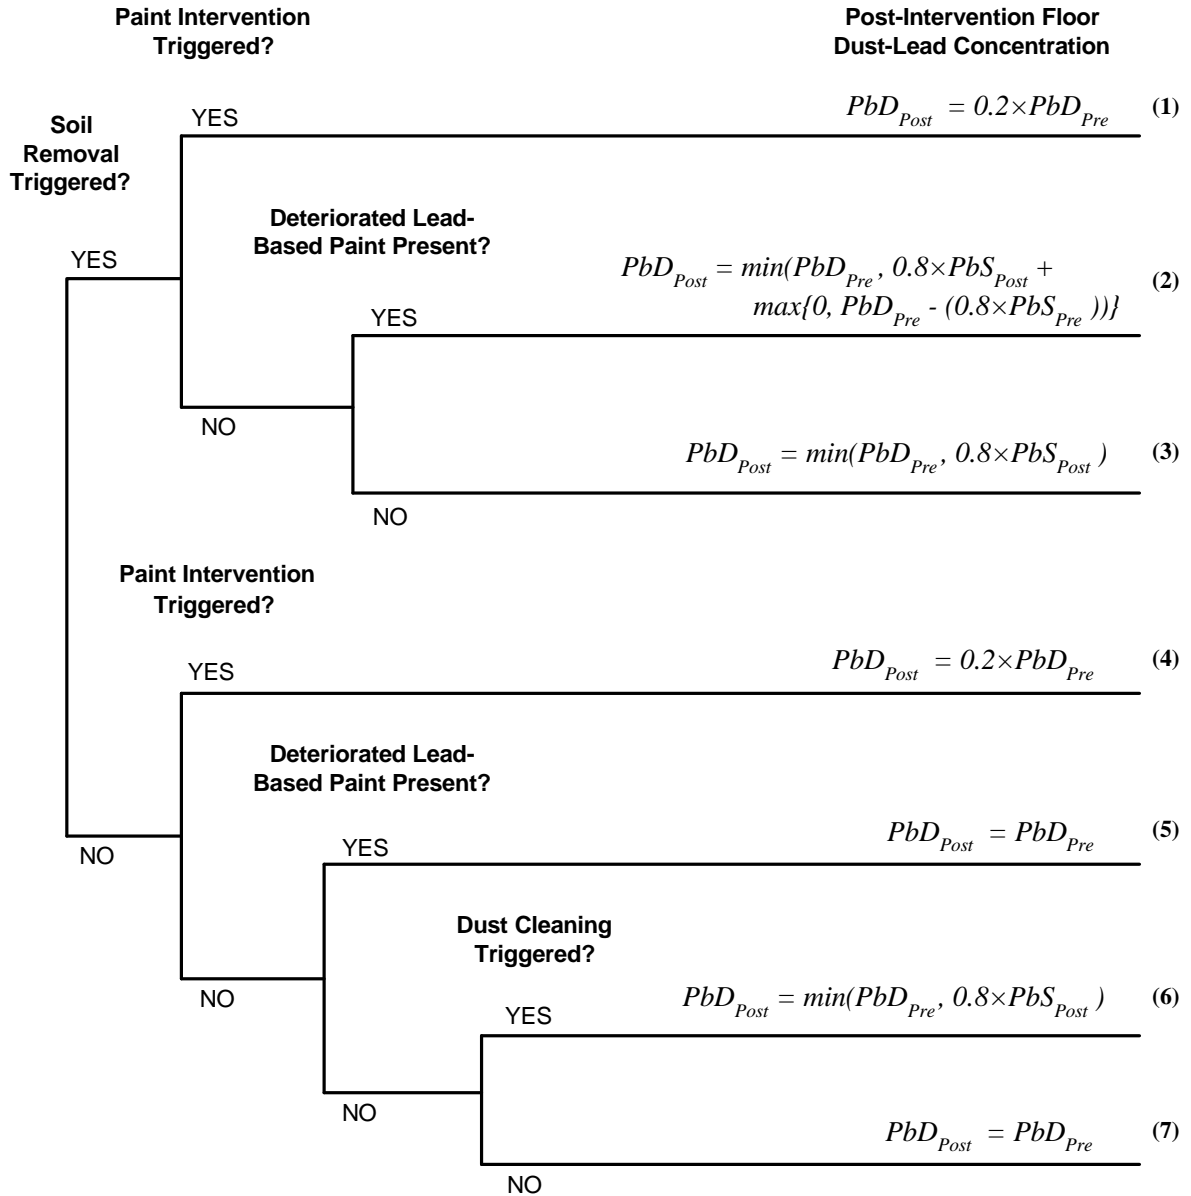 Paint Intervention
Triggered?
Post-Intervention Floor
Dust-Lead Concentration
YES
PbD_Post = 0.2×PbD_Pre (1)
Soil
Removal
Triggered?
Deteriorated Lead-
Based Paint Present?
YES
PbD_Post = min(PbD_Pre, 0.8×PbS_Post +
max{0, PbD_Pre - (0.8×PbS_Pre ))}
(2)
YES
NO
PbD_Post = min(PbD_Pre, 0.8×PbS_Post ) (3)
NO
Paint Intervention
Triggered?
YES
PbD_Post = 0.2×PbD_Pre (4)
Deteriorated Lead-
Based Paint Present?
NO
YES
PbD_Post = PbD_Pre (5)
Dust Cleaning
Triggered?
NO
YES
PbD_Post = min(PbD_Pre, 0.8×PbS_Post ) (6)
NO
PbD_Post = PbD_Pre (7)
NO